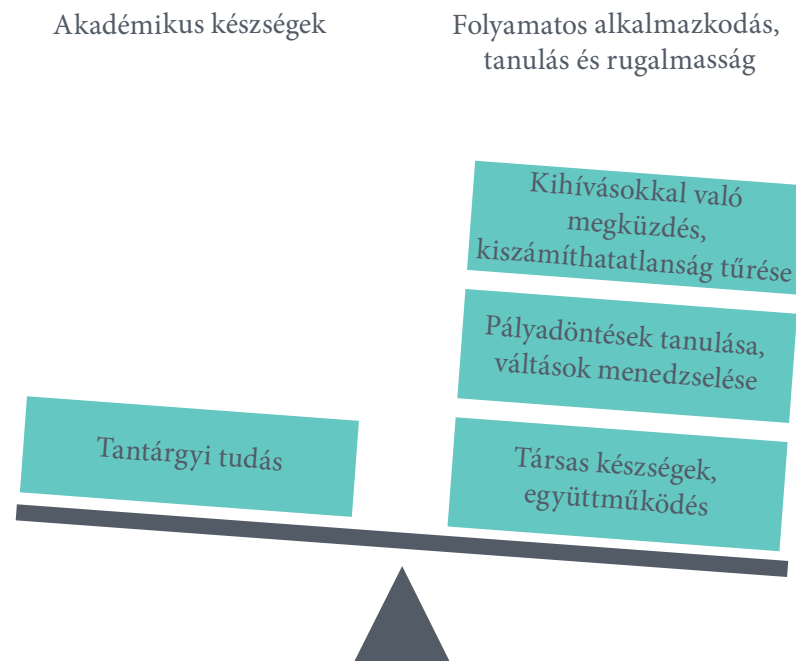 Akadémikus készségek
Folyamatos alkalmazkodás,
tanulás és rugalmasság
Kihívásokkal való
megküzdés,
kiszámíthatatlanság tűrése
Pályadöntések tanulása,
váltások menedzselése
Tantárgyi tudás
Társas készségek,
együttműködés